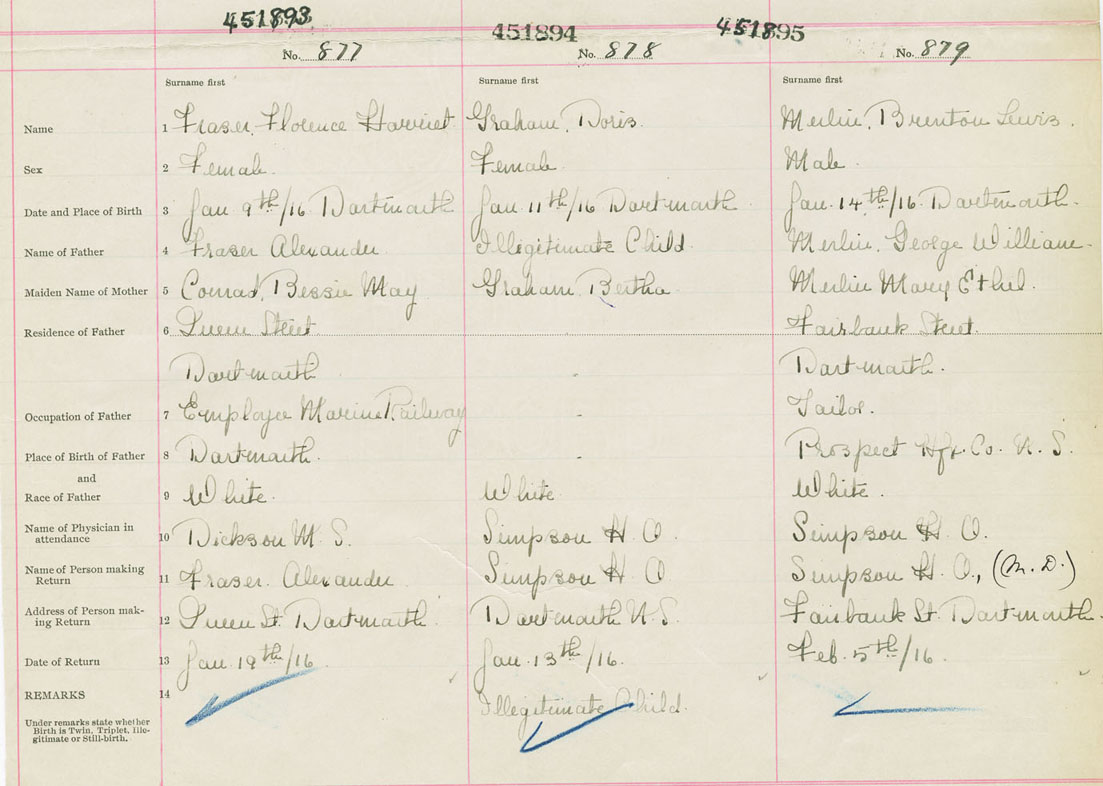 451893 451894 451895
No. 877 No. 878 No. 879
Surname first Surname first Surname first
Name 1 Fraser, Florence Harriet Graham, Doris. Merlin, Brenton Lewis.
Sex 2 Female. Female. Male.
Date and Place of Birth 3 Jan. 9th/16 Dartmouth Jan. 11th/16 Dartmouth. Jan. 14th/16. Dartmouth.
Name of Father 4 Fraser Alexander. Illegitimate Child. Merlin, George William.
Maiden Name of Mother 5 Conrad, Bessie May Graham, Bertha Merlin Mary Ethel.
Residence of Father 6 Queen Street Fairbank Street.
Dartmouth. Dartmouth.
Occupation of Father 7 Employee Marine Railway Tailor.
Place of Birth of Father 8 Dartmouth. Prospect Hfx. Co. N. S.
and
Race of Father 9 White. White White.
Name of Physician in
attendance 10 Dickson M. S. Simpson H. O. Simpson H. O.
Name of Person making
Return 11 Fraser. Alexander Simpson H. O Simpson H. O., (M. D.)
Address of Person mak-
ing Return 12 Queen St. Dartmouth. Dartmouth N. S. Fairbank St. Dartmouth.
Date of Return 13 Jan. 19th/16 Jan. 13th/16. Feb. 5th/16.
REMARKS 14 Illegitimate Child.
Under remarks state whether
Birth is Twin, Triplet, Ille-
gitimate or Still-birth.